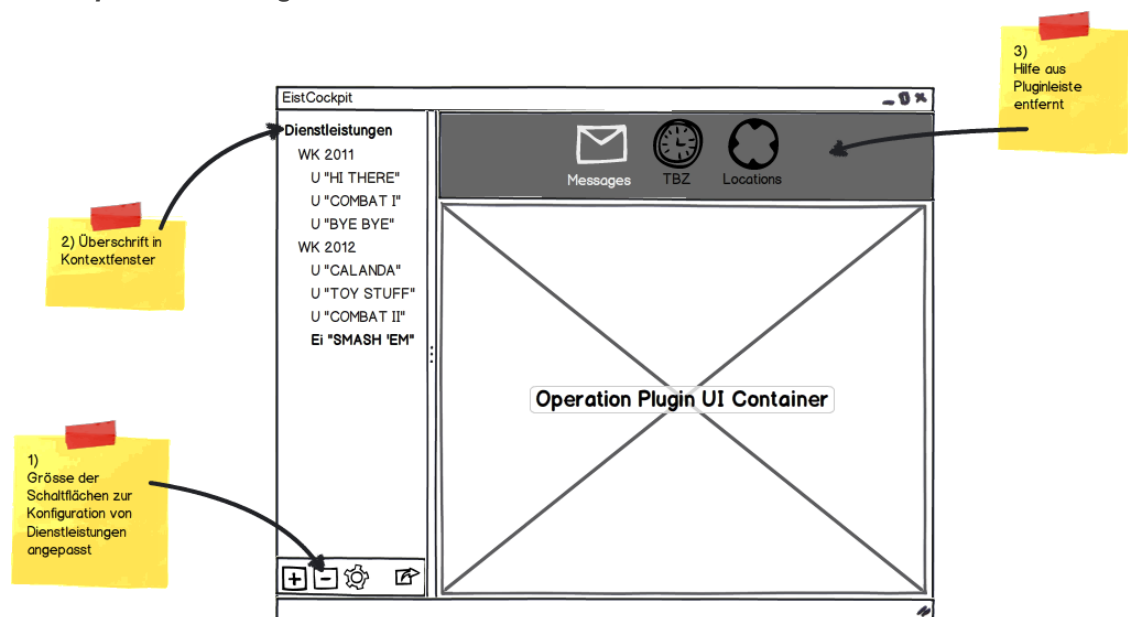 3)
Hilfe aus
Pluginleiste
entfernt
EistCockpit
Dienstleistungen
WK 2011
U "HI THERE"
U "COMBAT I"
U "BYE BYE"
WK 2012
U "CALANDA"
U "TOY STUFF"
U "COMBAT II"
Ei "SMASH 'EM"
Messages
TBZ
Locations
2) Überschrift in
Kontextfenster
Operation Plugin UI Container
1)
Grösse der
Schaltflächen zur
Konfiguration von
Dienstleistungen
angepasst